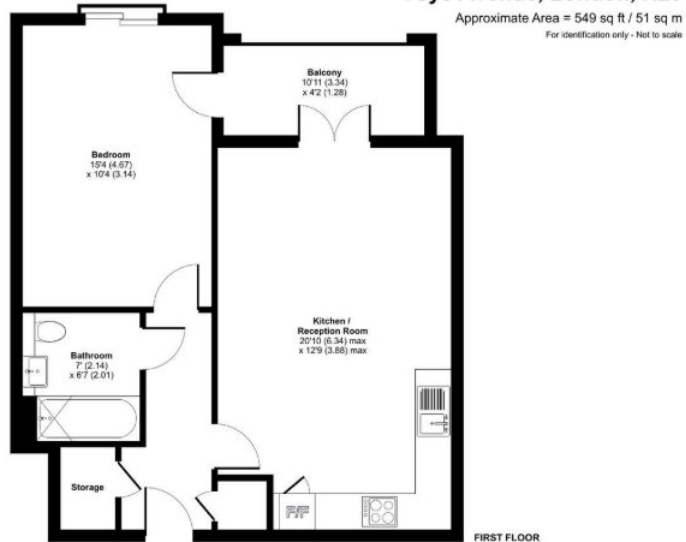 Approximate Area = 549 sq ft / 51 sq m
For identification only - Not to scale
Balcony
10'11 (3.34)
x 4'2 (1.28)
Bedroom
15'4 (4.67)
x 10'4 (3.14)
Kitchen /
Reception Room
20'10 (6.34) max
x 12'9 (3.88) max
Bathroom
7' (2.14)
x 6'7 (2.01)
Storage
F/F
FIRST FLOOR